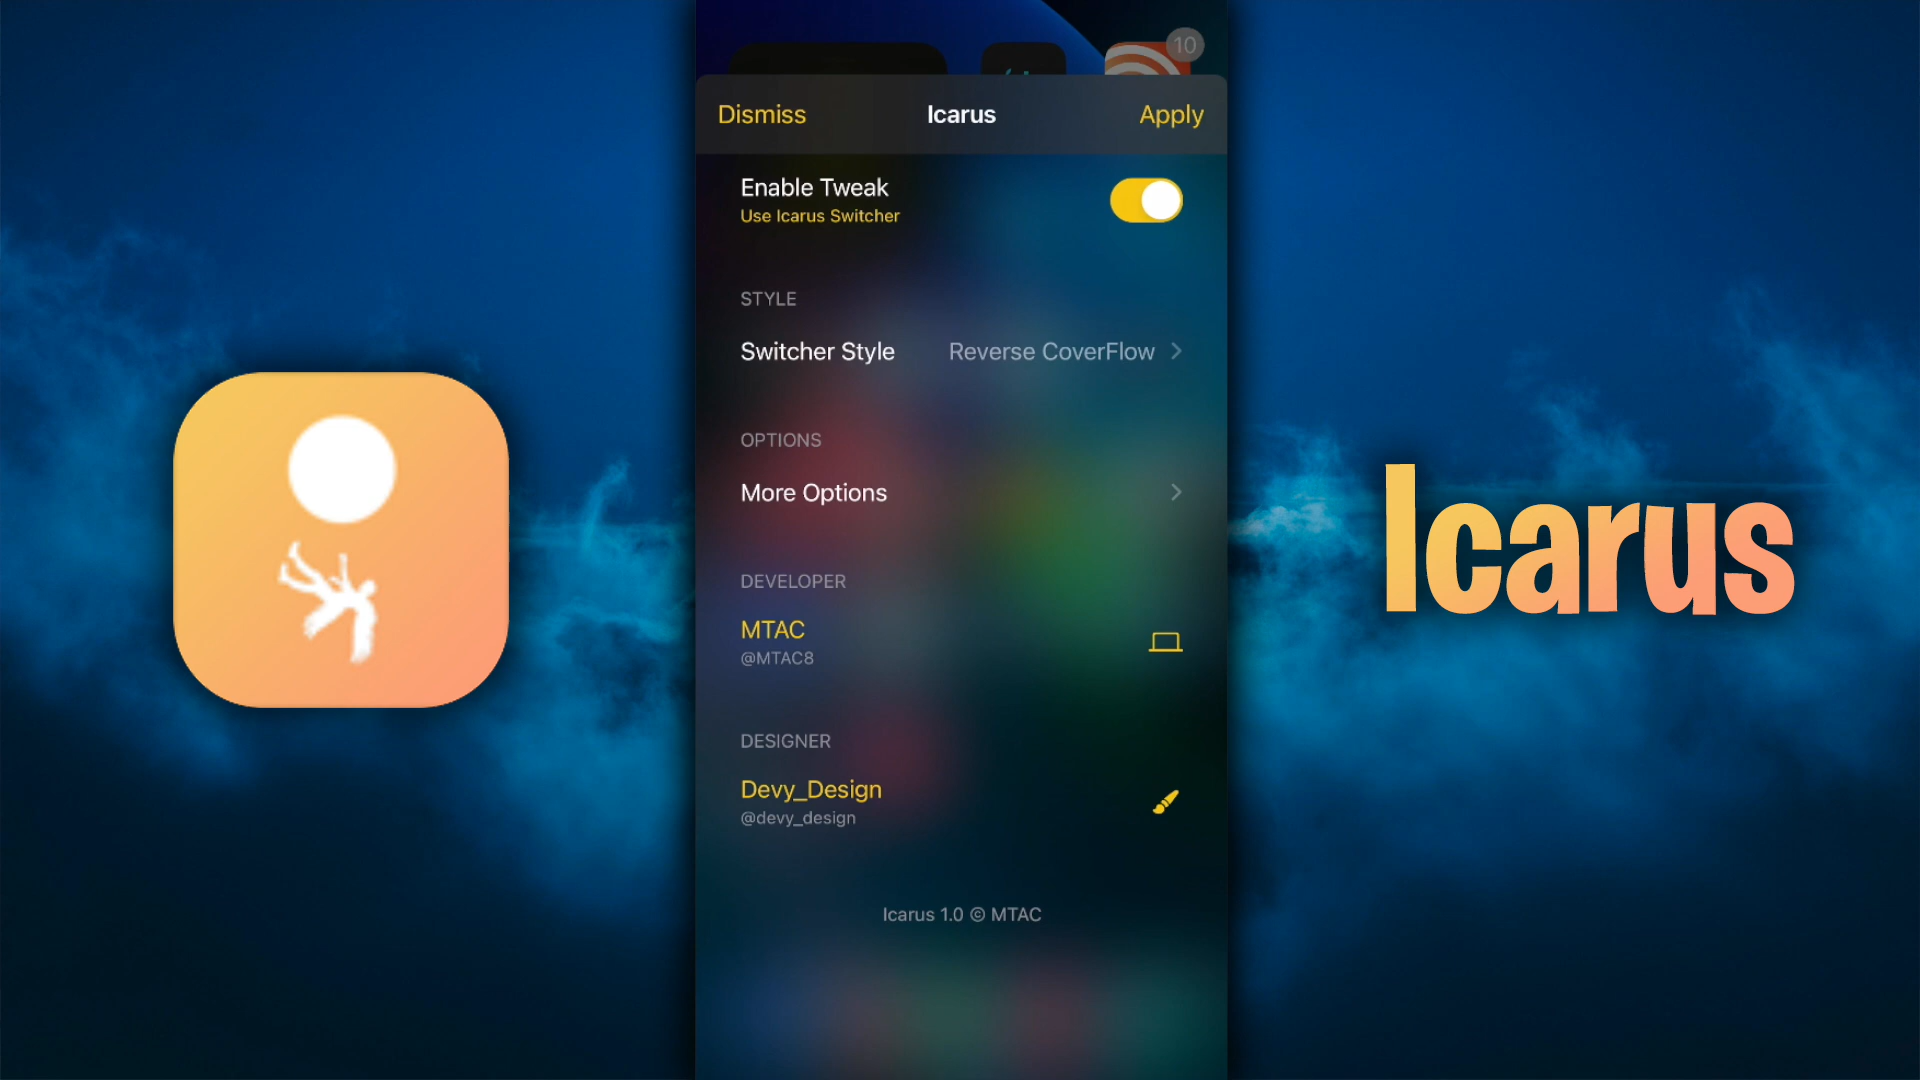 10
Dismiss
Icarus
Apply
Enable Tweak
Use Icarus Switcher
STYLE
Switcher Style
Reverse CoverFlow
OPTIONS
More Options
DEVELOPER
MTAC
@MTAC8
DESIGNER
Devy_Design
@devy_design
Icarus 1.0 © MTAC
Icarus